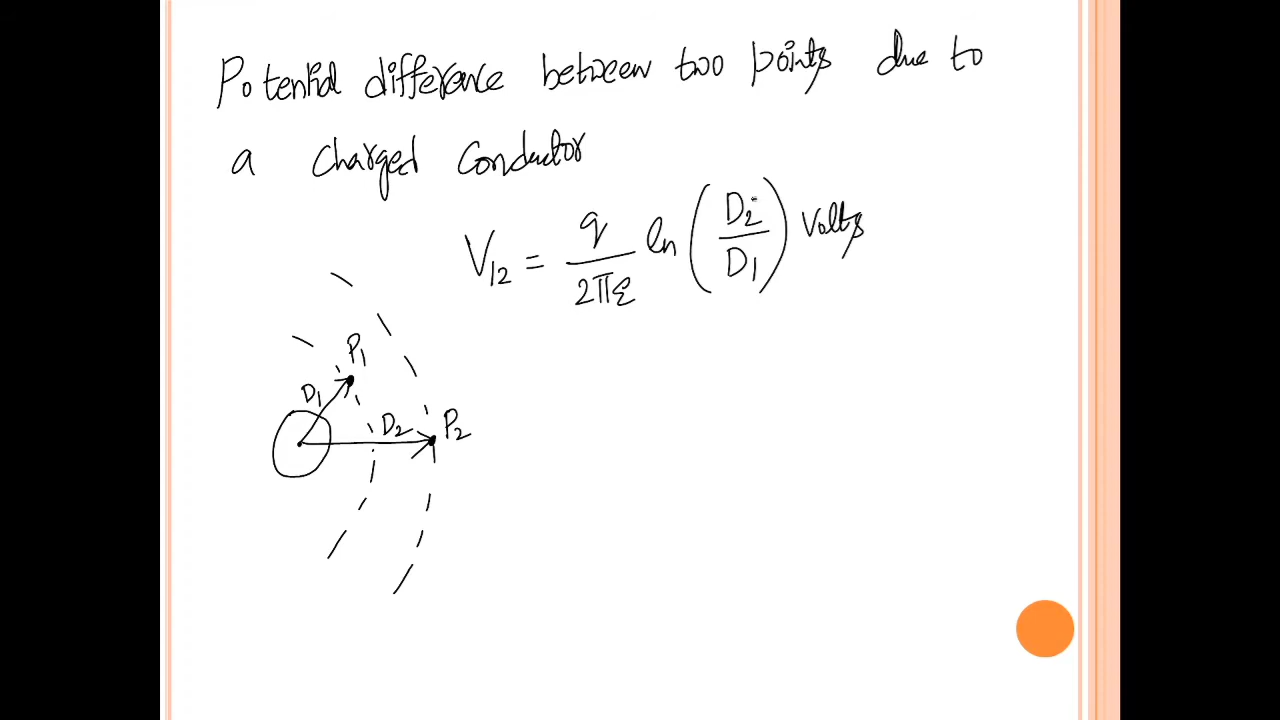 Potential difference between two points due to
a charged conductor
V12 = q/2πε ln (D2/D1) volts
P1
D1
D2
P2